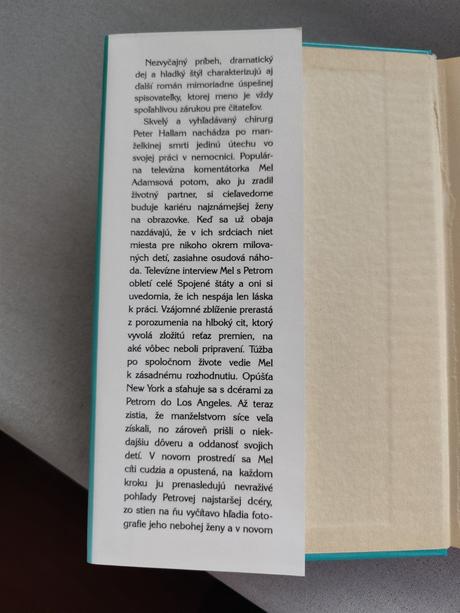 Nezvyčajný príbeh, dramatický
dej a hladký štýl charakterizujú aj
ďalší román mimoriadne úspešnej
spisovateľky, ktorej meno je vždy
spoľahlivou zárukou pre čitateľov.
Skvelý a vyhľadávaný chirurg
Peter Hallam nachádza po man-
želkinej smrti jedinú útechu vo
svojej práci v nemocnici. Populár-
na televízna komentátorka Mel
Adamsová potom, ako ju zradil
životný partner, si cieľavedome
buduje kariéru najznámejšej ženy
na obrazovke. Keď sa už obaja
nazdávajú, že v ich srdciach niet
miesta pre nikoho okrem milova-
ných detí, zasiahne osudová náho-
da. Televízne interview Mel s Petrom
obletí celé Spojené štáty a oni si
uvedomia, že ich nespája len láska
k práci. Vzájomné zblíženie prerastá
z porozumenia na hlboký cit, ktorý
vyvolá zložitú reťaz premien, na
aké vôbec neboli pripravení. Túžba
po spoločnom živote vedie Mel
k zásadnému rozhodnutiu. Opúšťa
New York a sťahuje sa s dcérami za
Petrom do Los Angeles. Až teraz
zistia, že manželstvom síce veľa
získali, no zároveň prišli o niek-
dajšiu dôveru a oddanosť svojich
detí. V novom prostredí sa Mel
cíti cudzia a opustená, na každom
kroku ju prenasledujú nevraživé
pohľady Petrovej najstaršej dcéry,
zo stien na ňu vyčítavo hľadia foto-
grafie jeho nebohej ženy a v novom